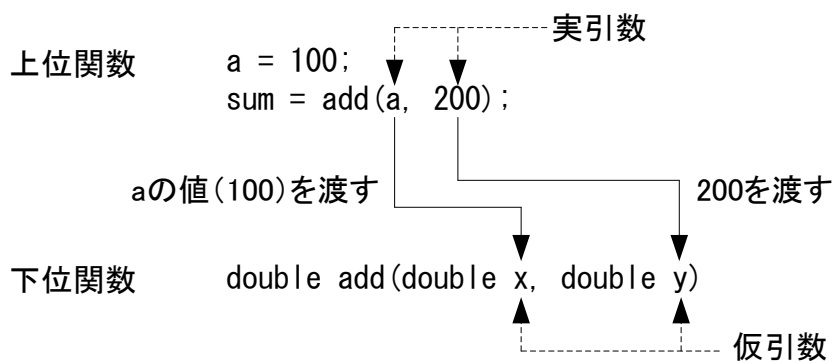 実引数
上位関数 a = 100;
sum = add(a, 200);
aの値(100)を渡す 200を渡す
下位関数 double add(double x, double y)
仮引数